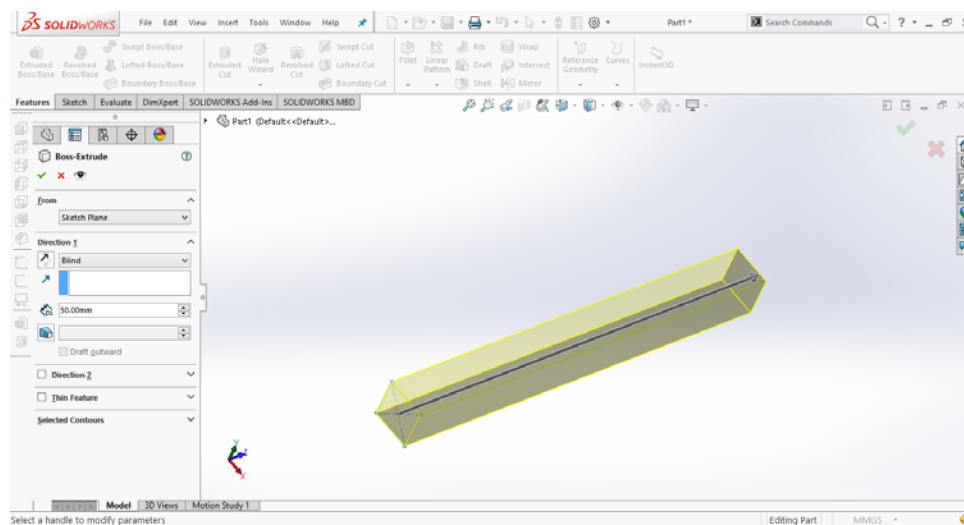 SOLIDWORKS File Edit View Insert Tools Window Help Part1 * Search Commands ?
Extruded Boss/Base Revolved Boss/Base Swept Boss/Base Lofted Boss/Base Boundary Boss/Base Extruded Cut Hole Wizard Revolved Cut Swept Cut Lofted Cut Boundary Cut Fillet Linear Pattern Rib Draft Shell Wrap Intersect Mirror Reference Geometry Curves Instant3D
Features Sketch Evaluate DimXpert SOLIDWORKS Add-Ins SOLIDWORKS MBD
Part1 (Default<<Default>...
Boss-Extrude
From
Sketch Plane
Direction 1
Blind
50.00mm
Draft outward
Direction 2
Thin Feature
Selected Contours
Y
Z
X
Model 3D Views Motion Study 1
Select a handle to modify parameters Editing Part MMGS